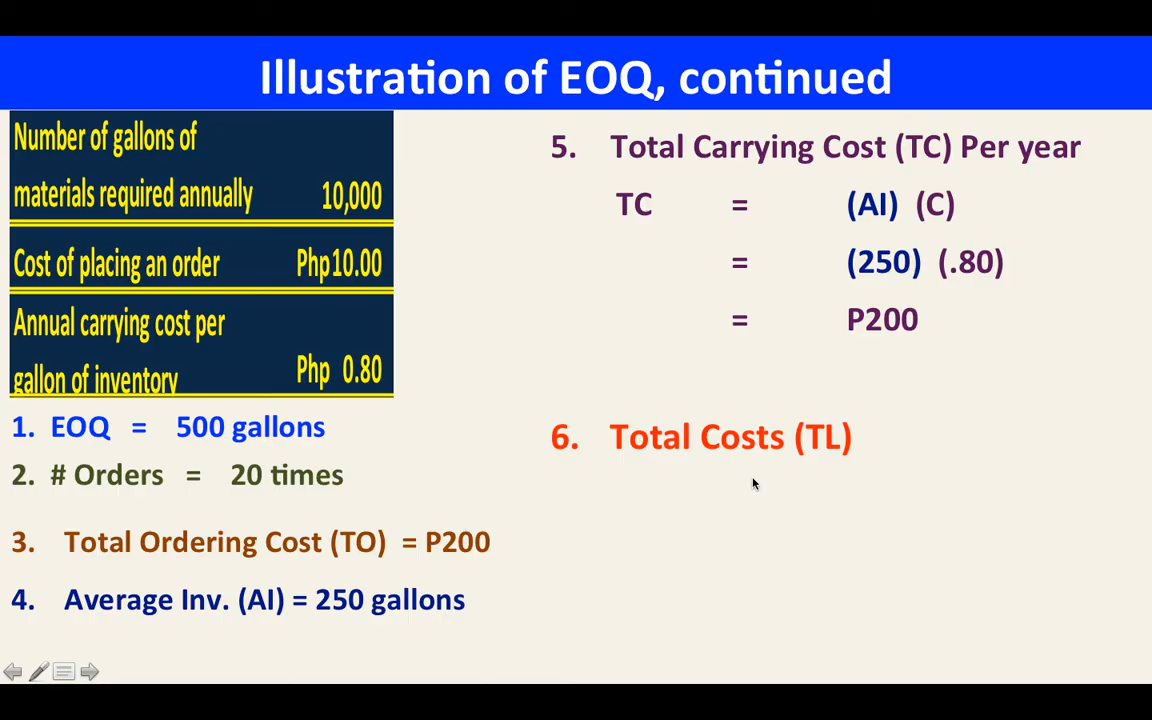 Illustration of EOQ, continued
Number of gallons of
materials required annually 10,000
Cost of placing an order Php10.00
Annual carrying cost per
gallon of inventory Php 0.80
1. EOQ = 500 gallons
2. # Orders = 20 times
3. Total Ordering Cost (TO) = P200
4. Average Inv. (AI) = 250 gallons
5. Total Carrying Cost (TC) Per year
TC = (AI) (C)
= (250) (.80)
= P200
6. Total Costs (TL)